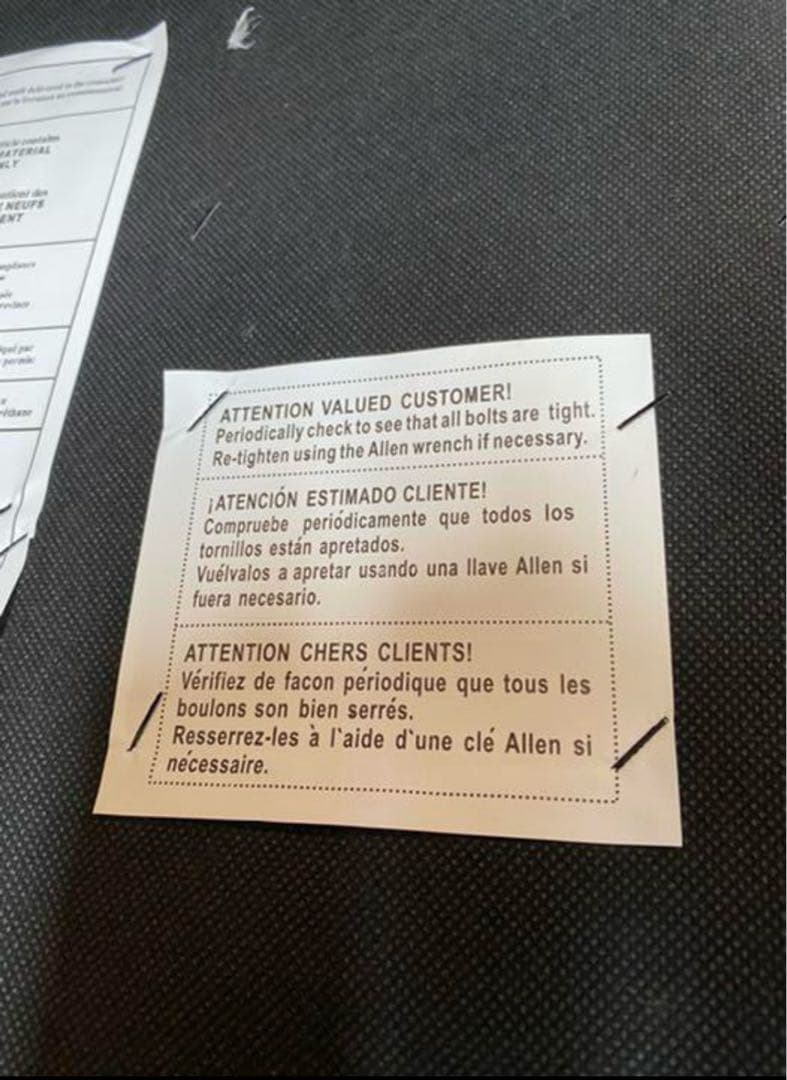 MATERIAL
NEUFS
ATTENTION VALUED CUSTOMER!
Periodically check to see that all bolts are tight.
Re-tighten using the Allen wrench if necessary.
¡ATENCIÓN ESTIMADO CLIENTE!
Compruebe periódicamente que todos los
tornillos están apretados.
Vuélvalos a apretar usando una llave Allen si
fuera necesario.
ATTENTION CHERS CLIENTS!
Vérifiez de facon périodique que tous les
boulons son bien serrés.
Resserrez-les à l`aide d`une clé Allen si
nécessaire.